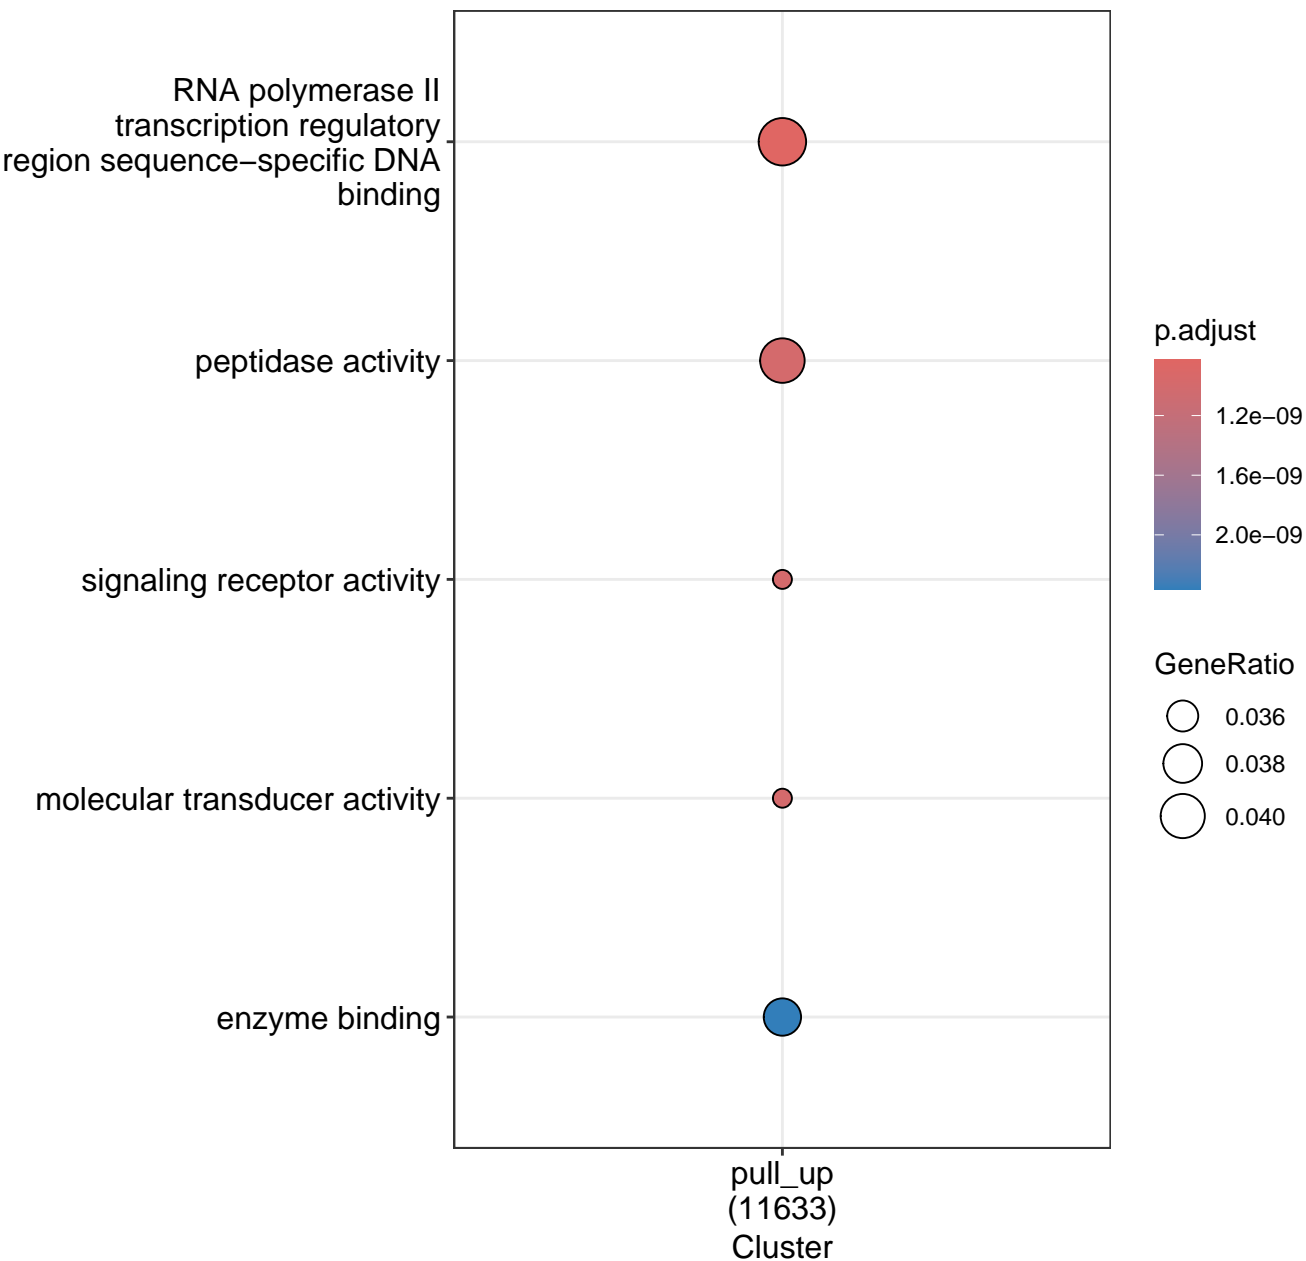 RNA polymerase II
transcription regulatory
region sequence−specific DNA
binding
peptidase activity
signaling receptor activity
molecular transducer activity
enzyme binding
pull_up
(11633)
Cluster
p.adjust
1.2e−09
1.6e−09
2.0e−09
GeneRatio
0.036
0.038
0.040